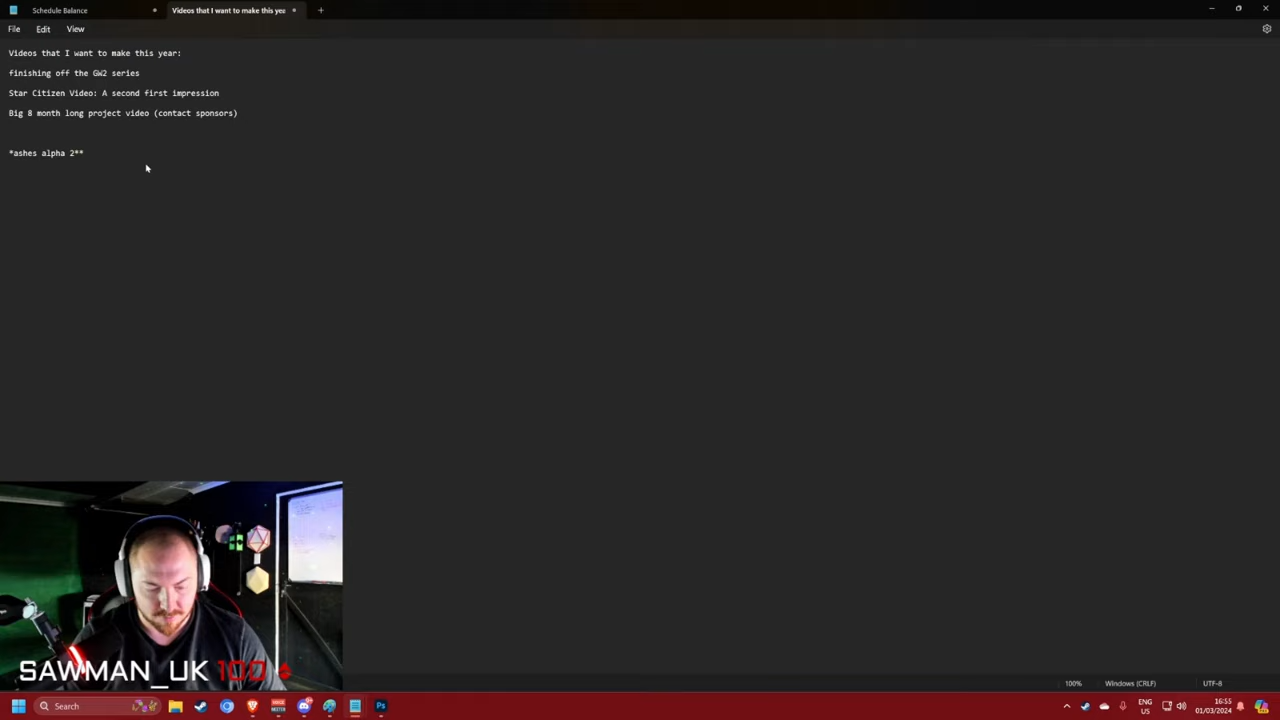 Schedule Balance
Videos that I want to make this yea
File
Edit
View
Videos that I want to make this year:
finishing off the GW2 series
Star Citizen Video: A second first impression
Big 8 month long project video (contact sponsors)
*ashes alpha 2**
SAWMAN_UK 100
100%
Windows (CRLF)
UTF-8
Search
ENG
US
16:55
01/03/2024